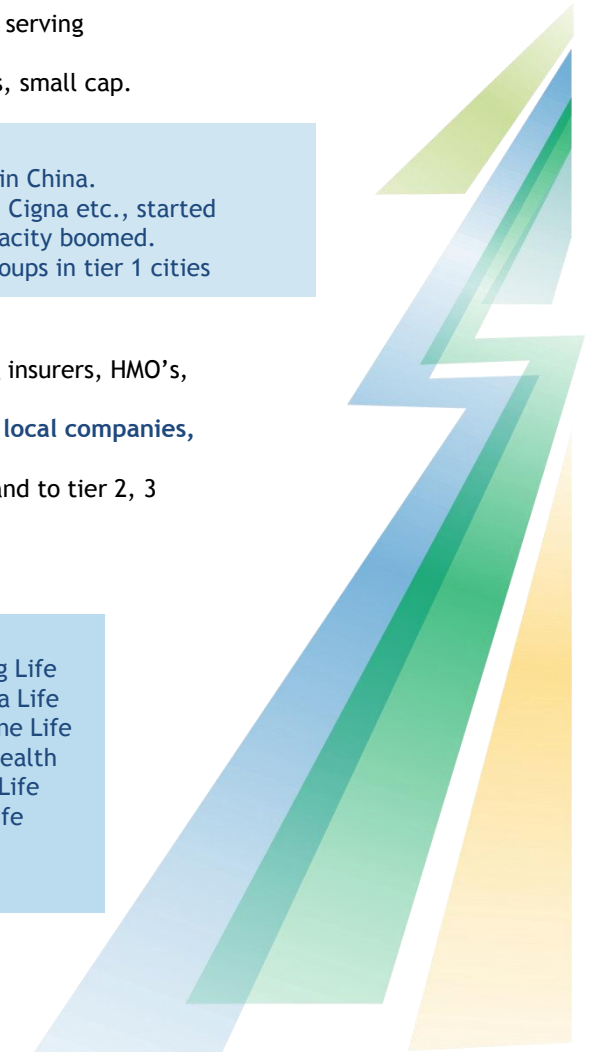 serving
s, small cap.
in China.
Cigna etc., started
acity boomed.
oups in tier 1 cities
insurers, HMO's,
local companies,
and to tier 2, 3
g Life
a Life
ne Life
ealth
Life
fe